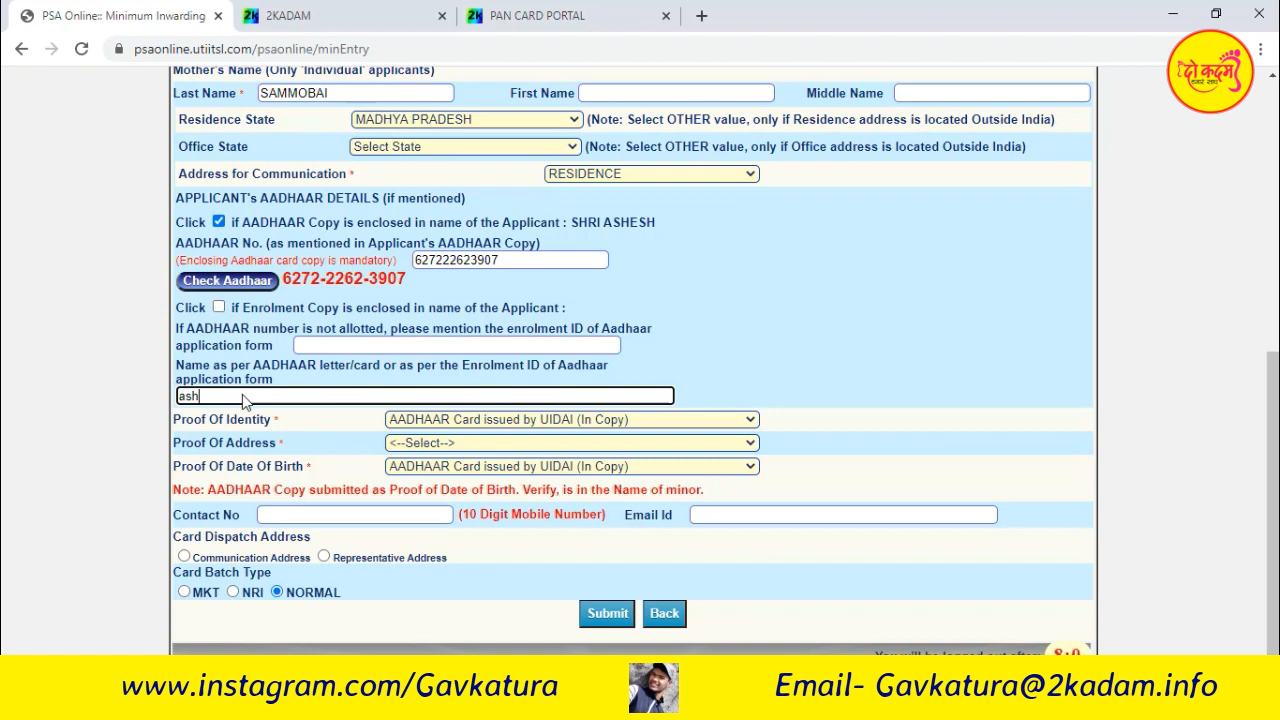 PSA Online:: Minimum Inwarding
2KADAM
PAN CARD PORTAL
psaonline.utiitsl.com/psaonline/minEntry
दो कदम
हमारे साथ
Mother's Name (Only 'Individual' applicants)
Last Name * SAMMOBAI First Name Middle Name
Residence State MADHYA PRADESH (Note: Select OTHER value, only if Residence address is located Outside India)
Office State Select State (Note: Select OTHER value, only if Office address is located Outside India)
Address for Communication * RESIDENCE
APPLICANT's AADHAAR DETAILS (if mentioned)
Click if AADHAAR Copy is enclosed in name of the Applicant : SHRI ASHESH
AADHAAR No. (as mentioned in Applicant's AADHAAR Copy)
(Enclosing Aadhaar card copy is mandatory) 627222623907
Check Aadhaar 6272-2262-3907
Click if Enrolment Copy is enclosed in name of the Applicant :
If AADHAAR number is not allotted, please mention the enrolment ID of Aadhaar
application form
Name as per AADHAAR letter/card or as per the Enrolment ID of Aadhaar
application form
ash
Proof Of Identity * AADHAAR Card issued by UIDAI (In Copy)
Proof Of Address * <--Select-->
Proof Of Date Of Birth * AADHAAR Card issued by UIDAI (In Copy)
Note: AADHAAR Copy submitted as Proof of Date of Birth. Verify, is in the Name of minor.
Contact No (10 Digit Mobile Number) Email Id
Card Dispatch Address
Communication Address Representative Address
Card Batch Type
MKT NRI NORMAL
Submit Back
You will be logged out after 8:0
www.instagram.com/Gavkatura
Email- Gavkatura@2kadam.info